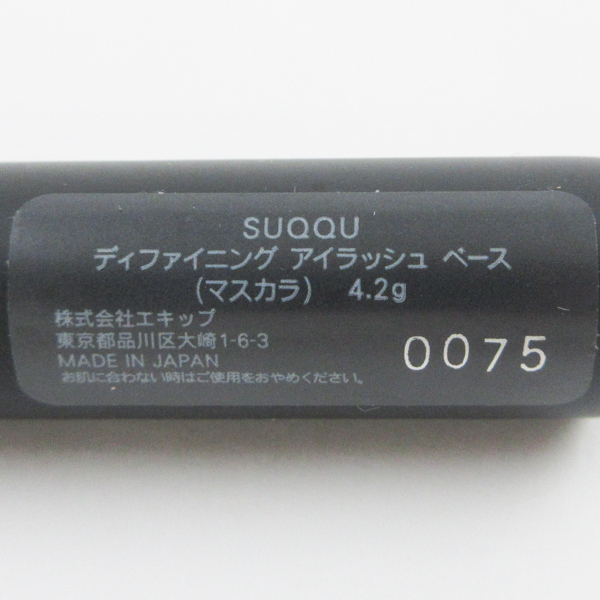 SUQQU
ディファイニング アイラッシュ ベース
(マスカラ) 4.2g
株式会社エキップ
東京都品川区大崎1-6-3
MADE IN JAPAN
お肌に合わない時はご使用をおやめください。
0075